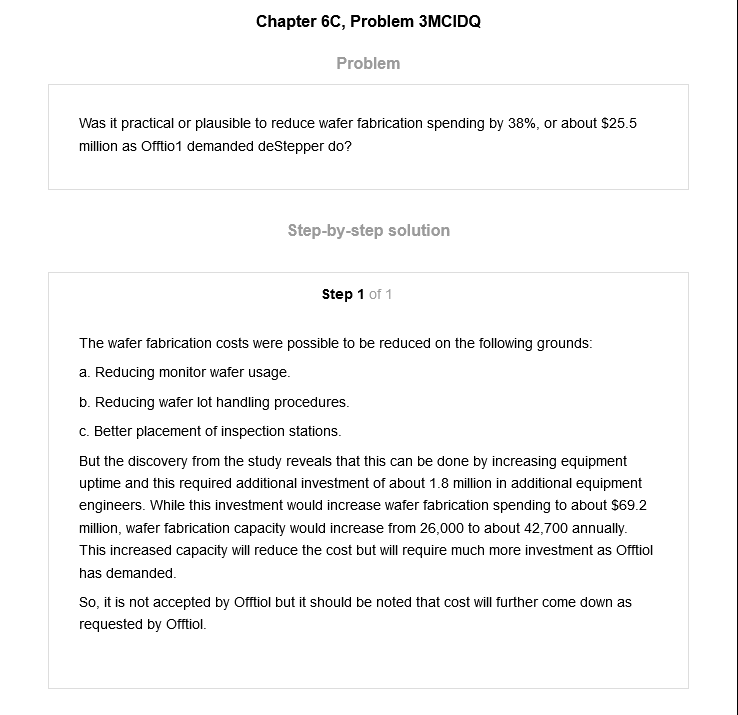 Chapter 6C, Problem 3MCIDQ
Problem
Was it practical or plausible to reduce wafer fabrication spending by 38%, or about $25.5
million as Offtio1 demanded deStepper do?
Step-by-step solution
Step 1 of 1
The wafer fabrication costs were possible to be reduced on the following grounds:
a. Reducing monitor wafer usage.
b. Reducing wafer lot handling procedures.
c. Better placement of inspection stations.
But the discovery from the study reveals that this can be done by increasing equipment
uptime and this required additional investment of about 1.8 million in additional equipment
engineers. While this investment would increase wafer fabrication spending to about $69.2
million, wafer fabrication capacity would increase from 26,000 to about 42,700 annually.
This increased capacity will reduce the cost but will require much more investment as Offtiol
has demanded.
So, it is not accepted by Offtiol but it should be noted that cost will further come down as
requested by Offtiol.